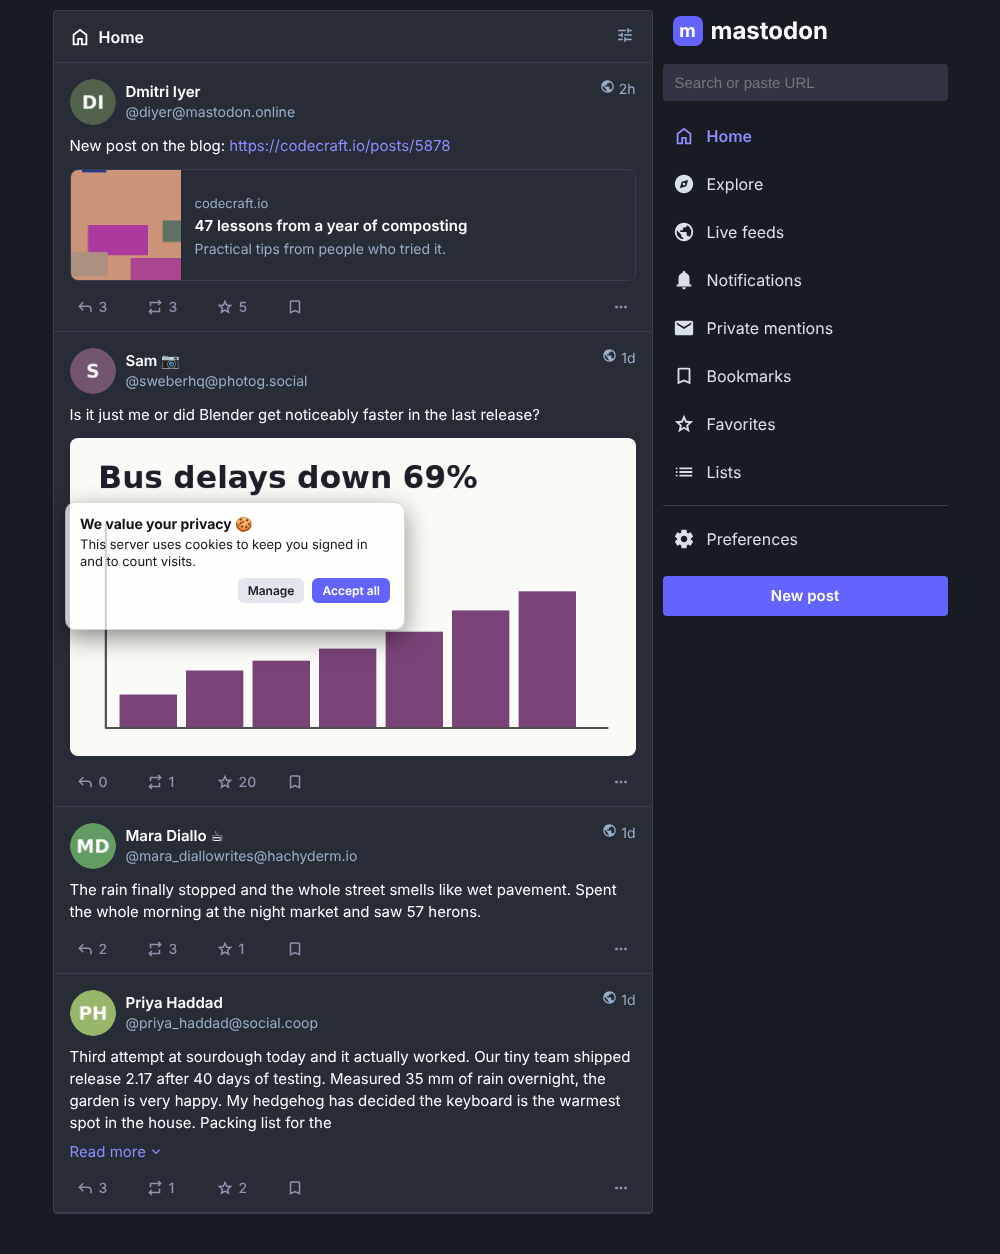 Home
DI
Dmitri Iyer
2h
@diyer@mastodon.online
New post on the blog: https://codecraft.io/posts/5878
codecraft.io
47 lessons from a year of composting
Practical tips from people who tried it.
3 3 5
S
Sam 📷
1d
@sweberhq@photog.social
Is it just me or did Blender get noticeably faster in the last release?
Bus delays down 69%
We value your privacy 🍪
This server uses cookies to keep you signed in
and to count visits.
Manage Accept all
0 1 20
MD
Mara Diallo ☕
1d
@mara_diallowrites@hachyderm.io
The rain finally stopped and the whole street smells like wet pavement. Spent
the whole morning at the night market and saw 57 herons.
2 3 1
PH
Priya Haddad
1d
@priya_haddad@social.coop
Third attempt at sourdough today and it actually worked. Our tiny team shipped
release 2.17 after 40 days of testing. Measured 35 mm of rain overnight, the
garden is very happy. My hedgehog has decided the keyboard is the warmest
spot in the house. Packing list for the
Read more
3 1 2
m mastodon
Search or paste URL
Home
Explore
Live feeds
Notifications
Private mentions
Bookmarks
Favorites
Lists
Preferences
New post